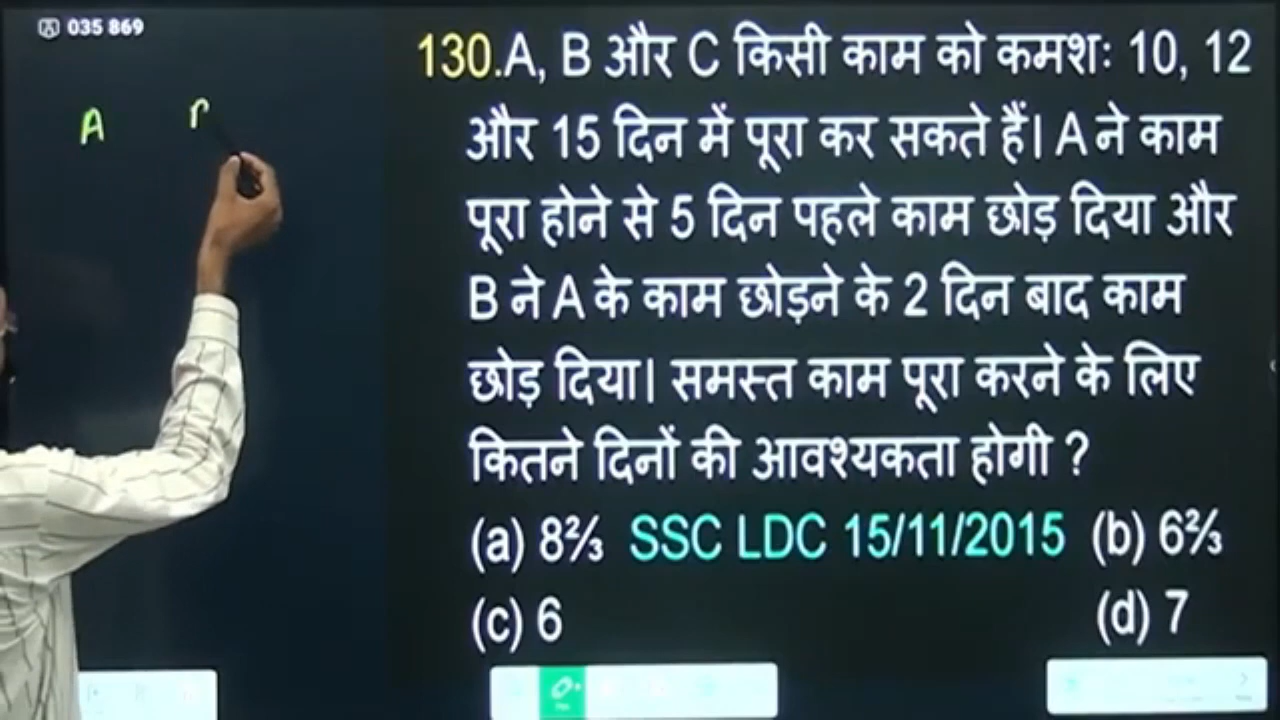 035 869
130.A, B और C किसी काम को कमशः 10, 12
और 15 दिन में पूरा कर सकते हैं। A ने काम
पूरा होने से 5 दिन पहले काम छोड़ दिया और
B ने A के काम छोड़ने के 2 दिन बाद काम
छोड़ दिया। समस्त काम पूरा करने के लिए
कितने दिनों की आवश्यकता होगी ?
(a) 8⅔ SSC LDC 15/11/2015 (b) 6⅔
(c) 6 (d) 7
A